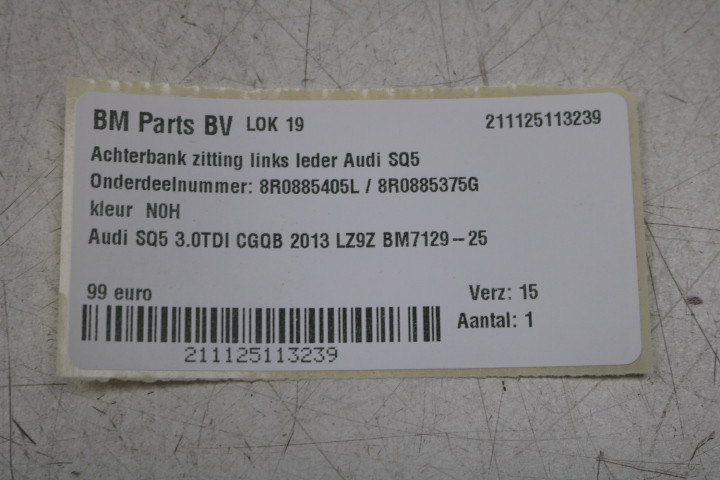 BM Parts BV LOK 19 211125113239
Achterbank zitting links leder Audi SQ5
Onderdeelnummer: 8R0885405L / 8R0885375G
kleur N0H
Audi SQ5 3.0TDI CGQB 2013 LZ9Z BM7129-25
99 euro Verz: 15
Aantal: 1
211125113239